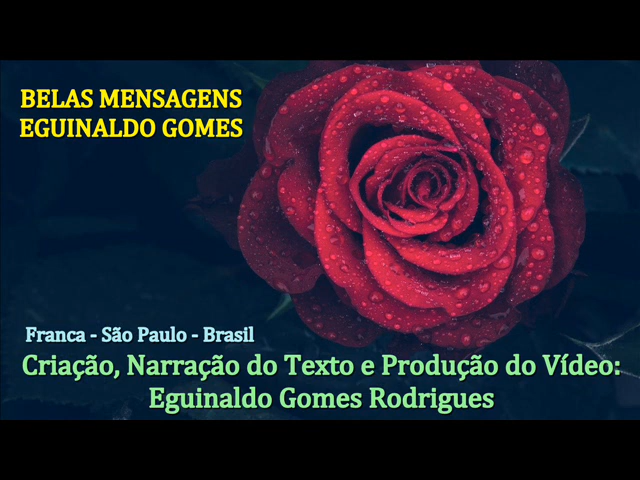 BELAS MENSAGENS
EGUINALDO GOMES
Franca - São Paulo - Brasil
Criação, Narração do Texto e Produção do Vídeo:
Eguinaldo Gomes Rodrigues